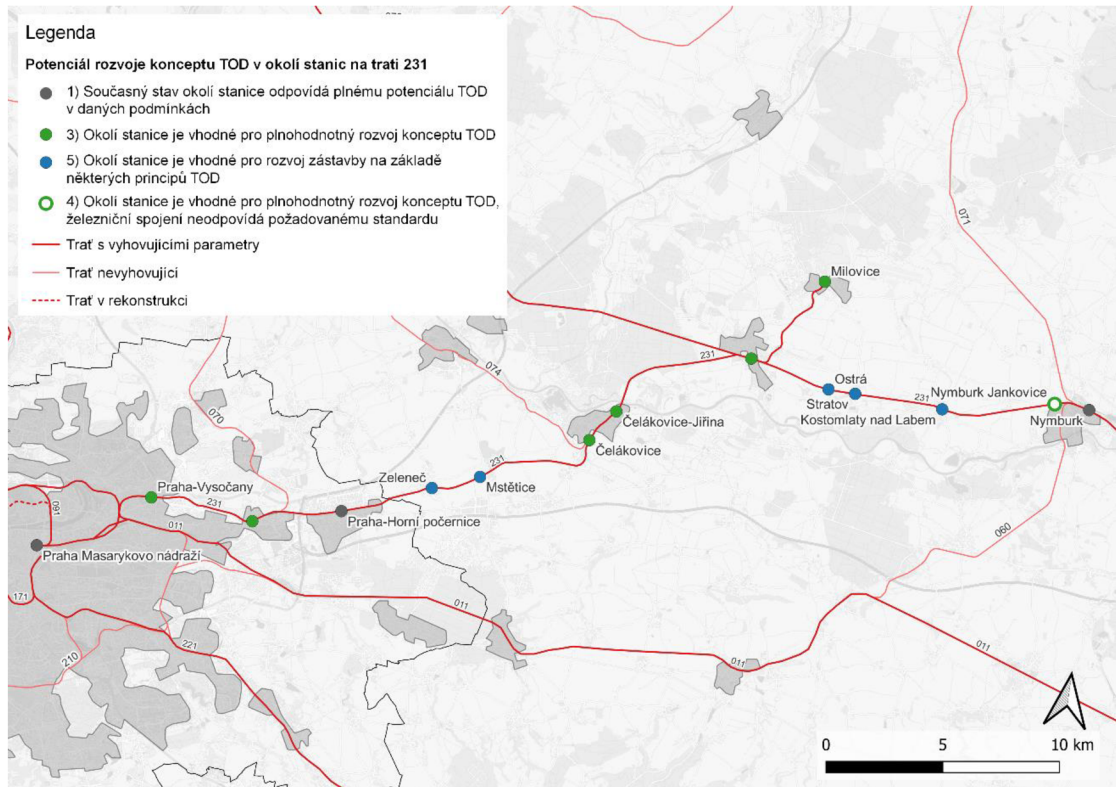 Legenda
Potenciál rozvoje konceptu TOD v okolí stanic na trati 231
1) Současný stav okolí stanice odpovídá plnému potenciálu TOD
v daných podmínkách
3) Okolí stanice je vhodné pro plnohodnotný rozvoj konceptu TOD
5) Okolí stanice je vhodné pro rozvoj zástavby na základě
některých principů TOD
4) Okolí stanice je vhodné pro plnohodnotný rozvoj konceptu TOD,
železniční spojení neodpovídá požadovanému standardu
Trať s vyhovujícimi parametry
Trať nevyhovující
Trať v rekonstrukci
071
Milovice
231
074
Ostrá
Stratov
Nymburk Jankovice
231
Kostomlaty nad Labem
Nymburk
070
Čelákovice-Jiřina
Čelákovice
231
Zeleneč
Mstětice
Praha-Vysočany
231
Praha-Horní počernice
091
011
060
Praha Masarykovo nádraží
171
011
221
210
011
011
0
5
10 km